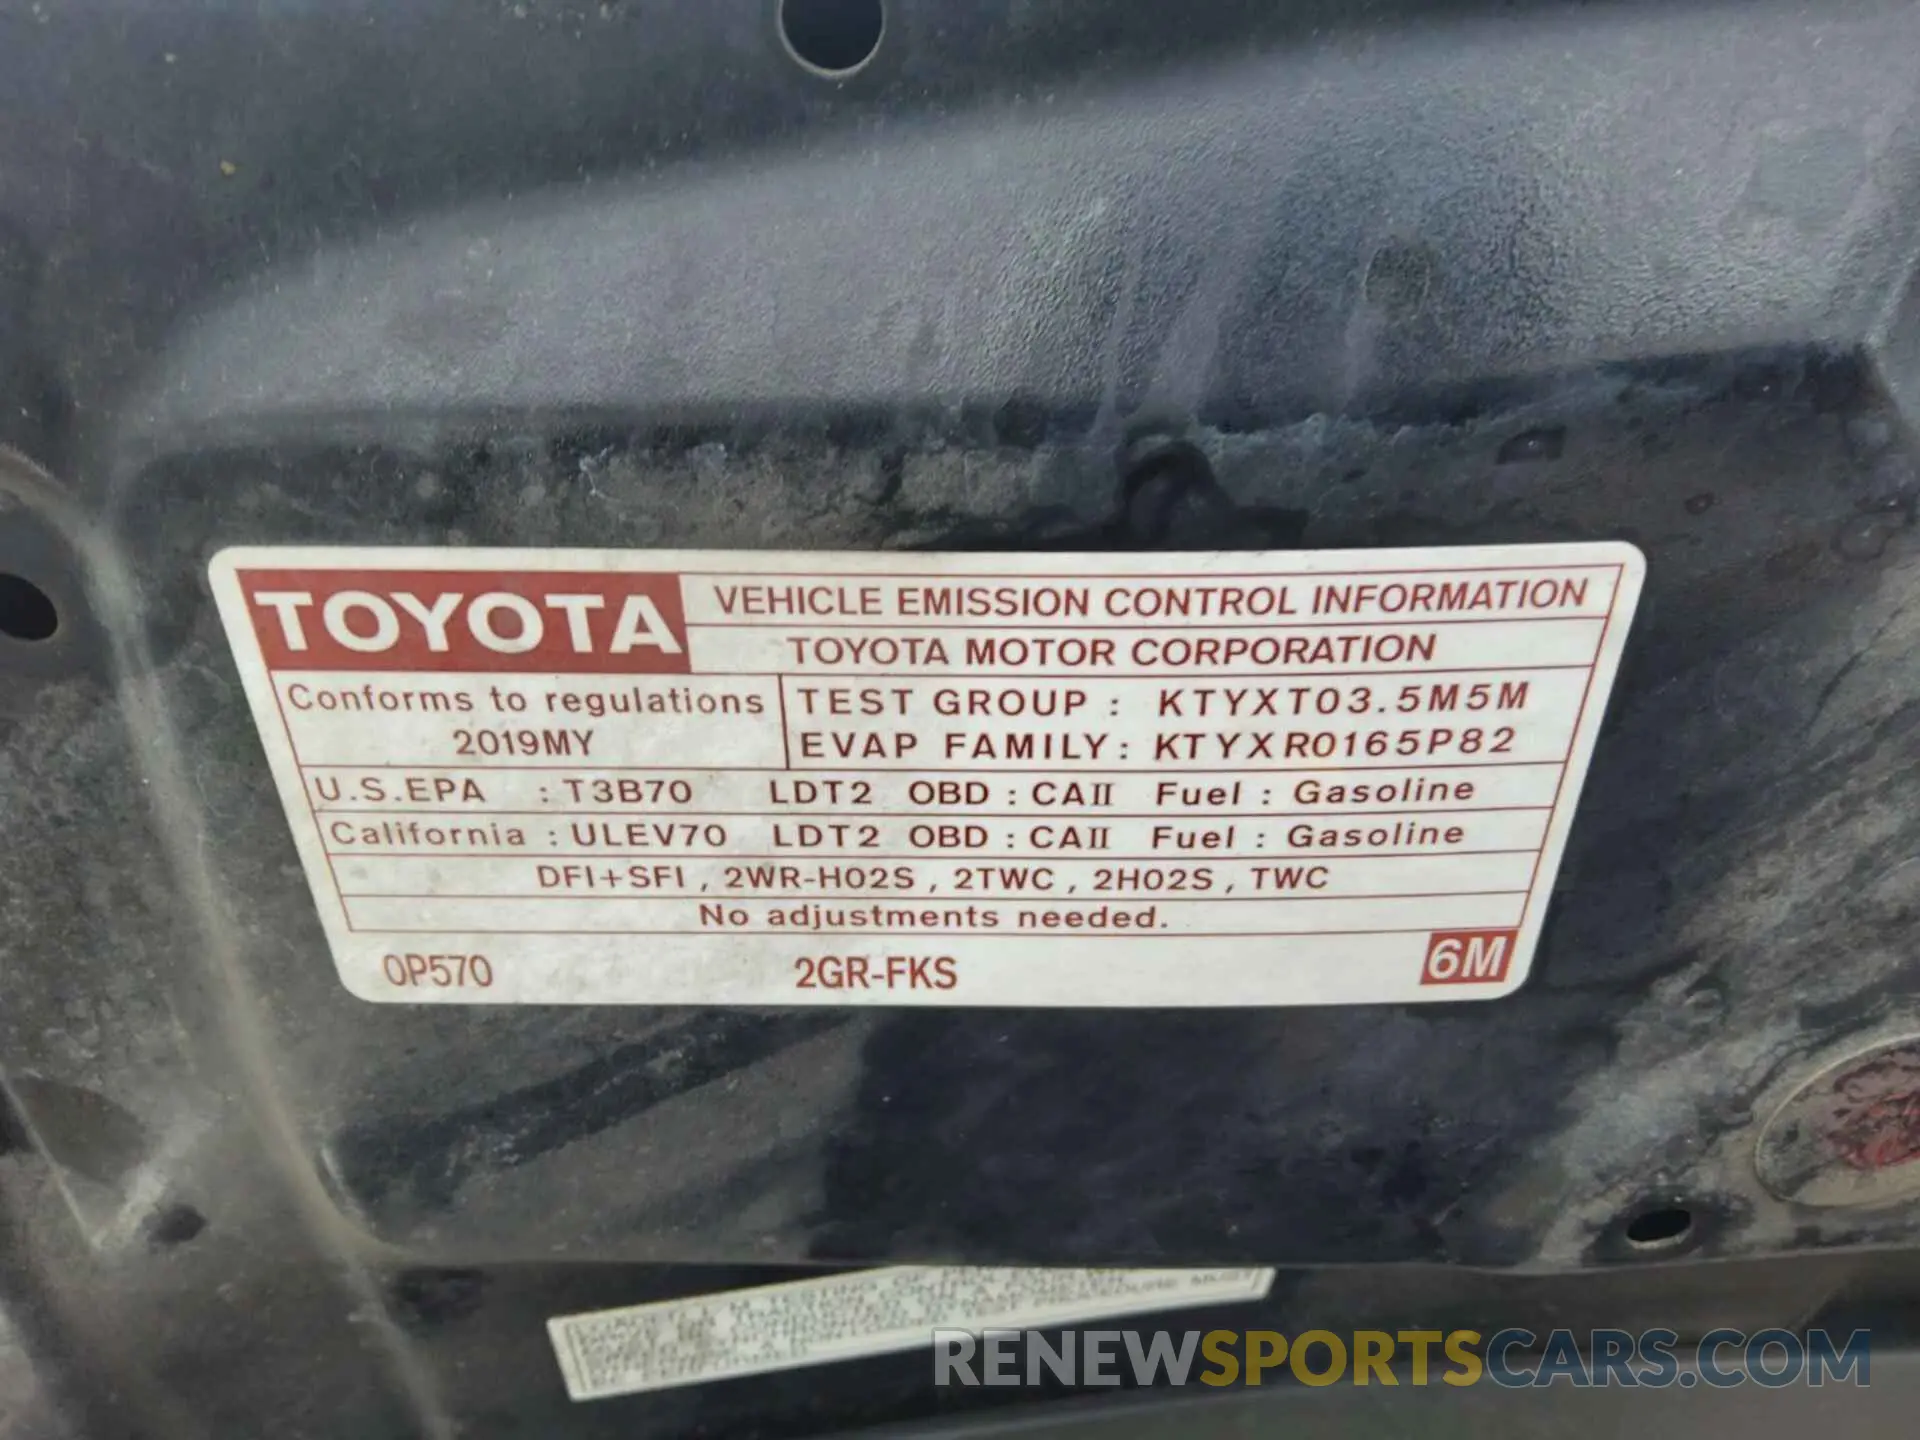 TOYOTA
VEHICLE EMISSION CONTROL INFORMATION
TOYOTA MOTOR CORPORATION
Conforms to regulations
2019MY
TEST GROUP : KTYXT03.5M5M
EVAP FAMILY: KTYXR0165P82
U.S.EPA : T3B70 LDT2 OBD : CAII Fuel : Gasoline
California : ULEV70 LDT2 OBD : CAII Fuel : Gasoline
DFI+SFI , 2WR-HO2S , 2TWC , 2HO2S , TWC
No adjustments needed.
0P570 2GR-FKS 6M
TESTING OF
RENEWSPORTSCARS.COM